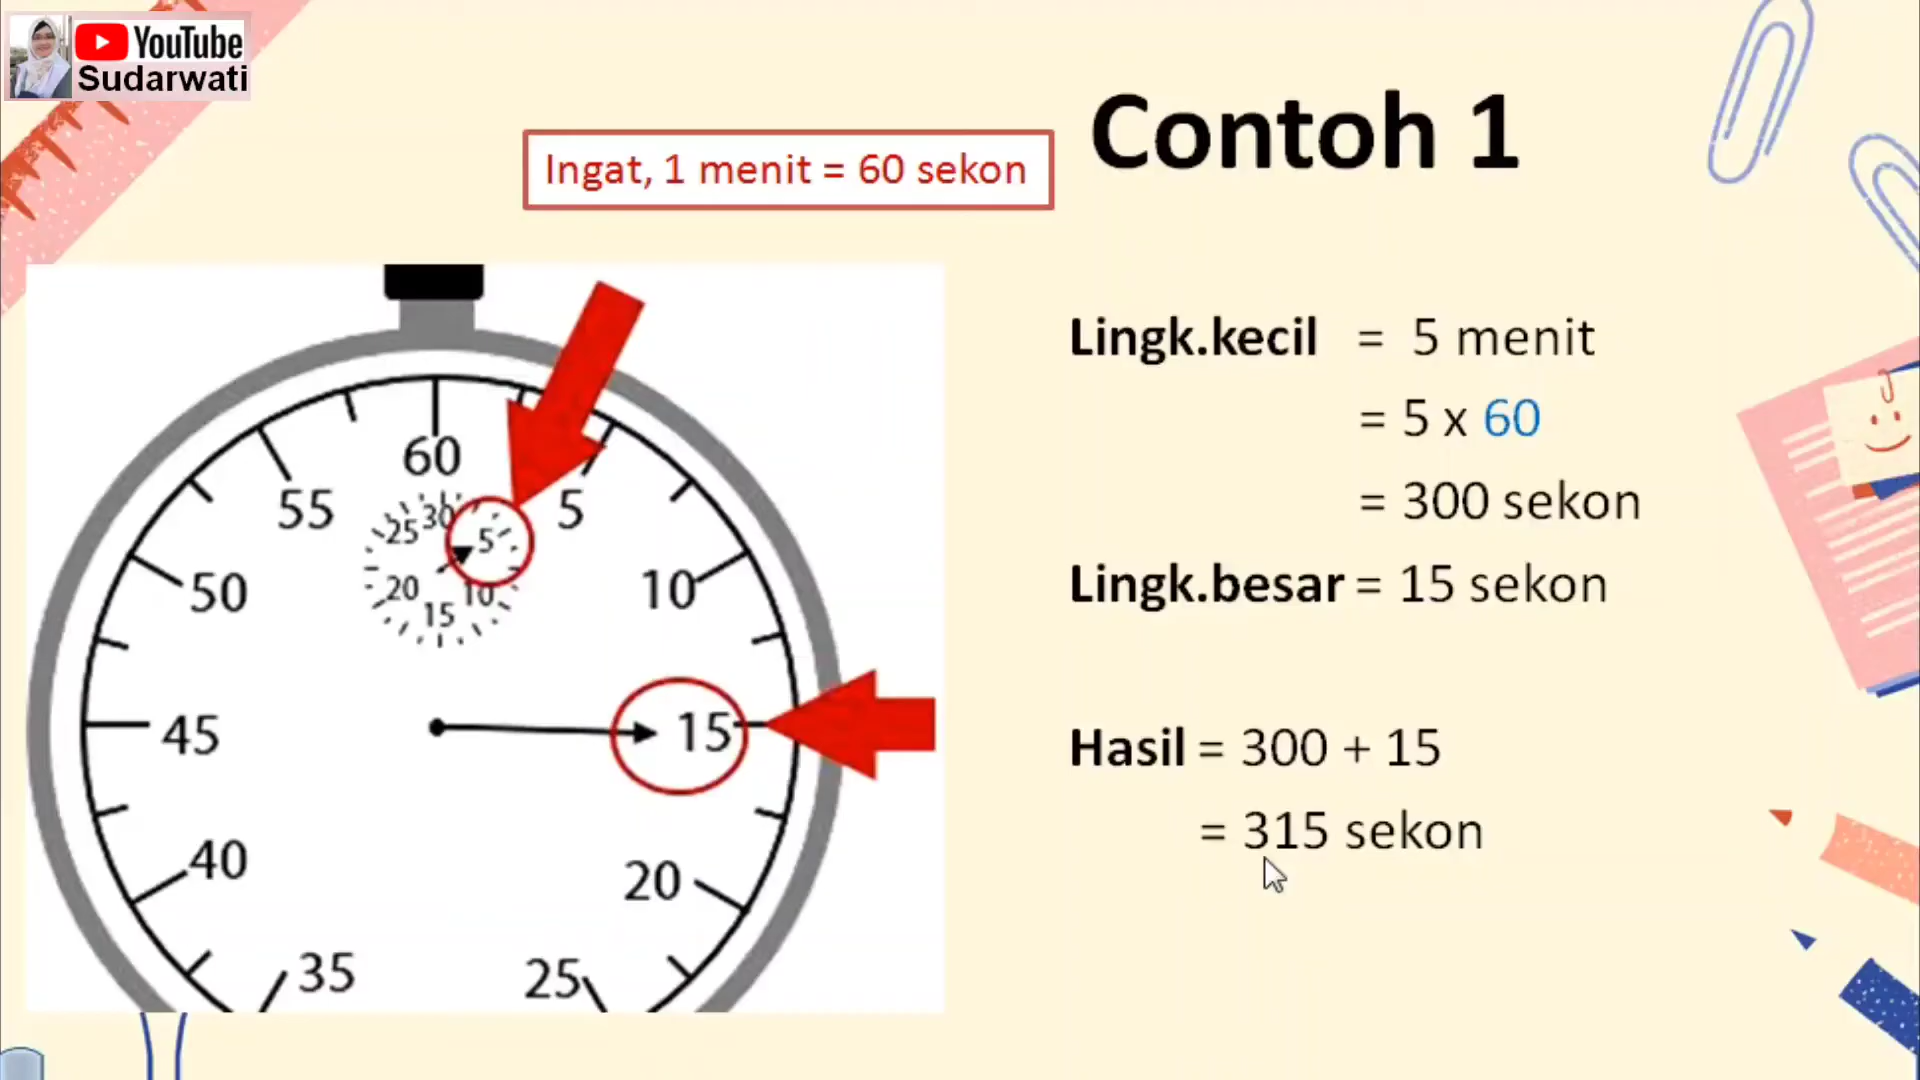 YouTube
Sudarwati
Contoh 1
Ingat, 1 menit = 60 sekon
60
55
5
50
10
45
15
40
20
35
25
30
25
5
20
10
15
Lingk.kecil = 5 menit
= 5 x 60
= 300 sekon
Lingk.besar = 15 sekon
Hasil = 300 + 15
= 315 sekon